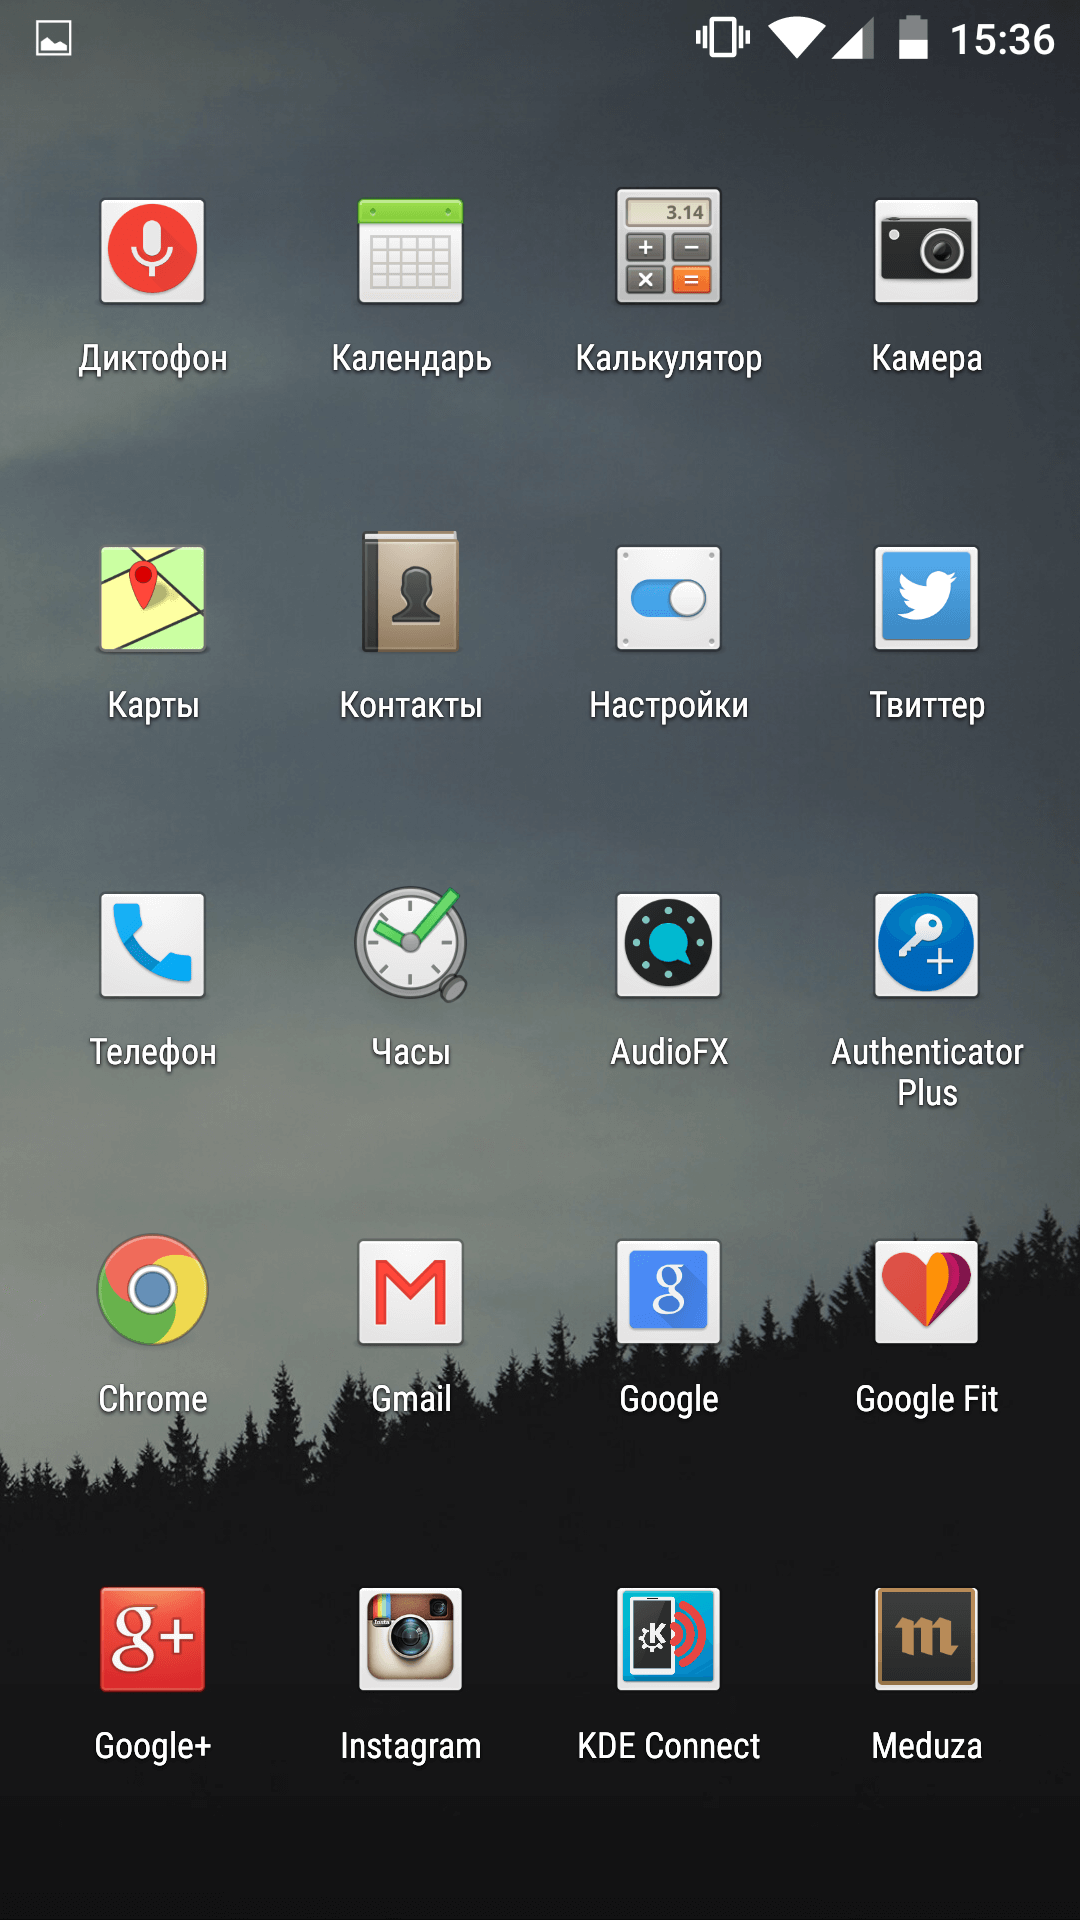 15:36
3.14
Диктофон
Календарь
Калькулятор
Камера
Карты
Контакты
Настройки
Твиттер
Телефон
Часы
AudioFX
Authenticator
Plus
Chrome
Gmail
Google
Google Fit
Insta
Google+
Instagram
KDE Connect
Meduza